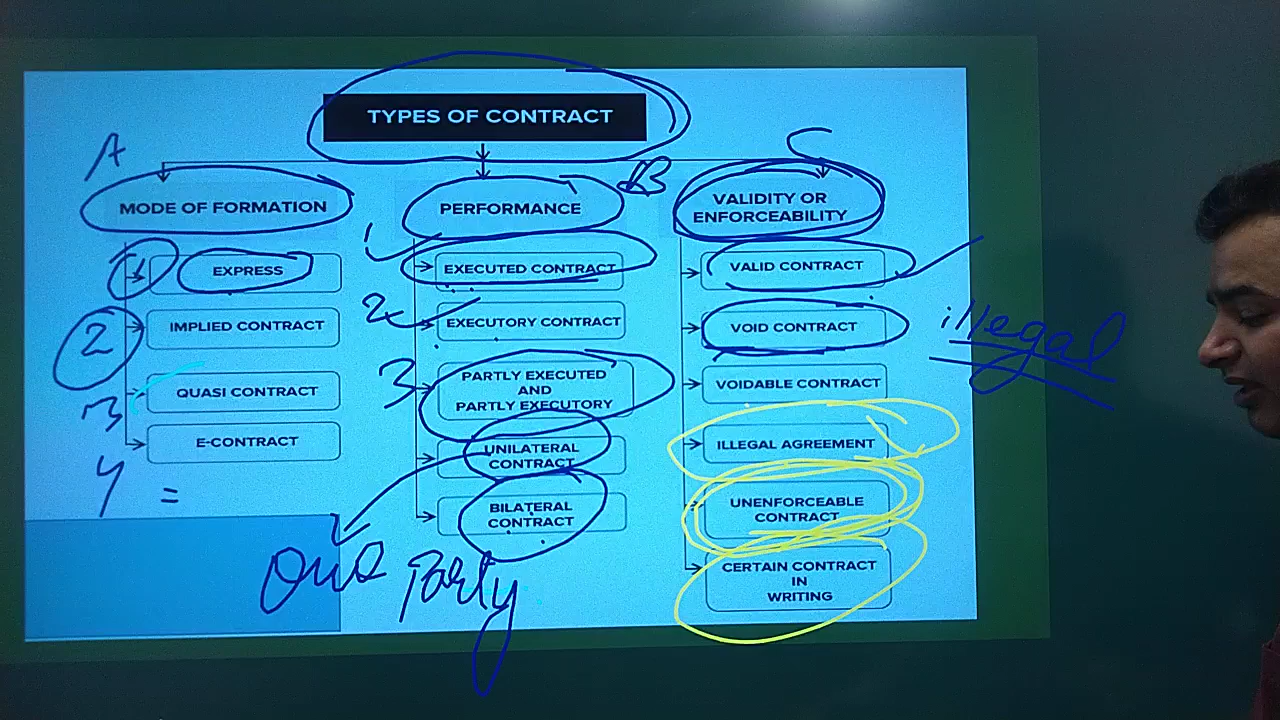 TYPES OF CONTRACT
A
B
C
MODE OF FORMATION
1
EXPRESS
2
IMPLIED CONTRACT
3
QUASI CONTRACT
4
E-CONTRACT
=
PERFORMANCE
1
EXECUTED CONTRACT
2
EXECUTORY CONTRACT
3
PARTLY EXECUTED
AND
PARTLY EXECUTORY
UNILATERAL
CONTRACT
BILATERAL
CONTRACT
one Party
VALIDITY OR
ENFORCEABILITY
VALID CONTRACT
VOID CONTRACT
illegal
VOIDABLE CONTRACT
ILLEGAL AGREEMENT
UNENFORCEABLE
CONTRACT
CERTAIN CONTRACT
IN
WRITING